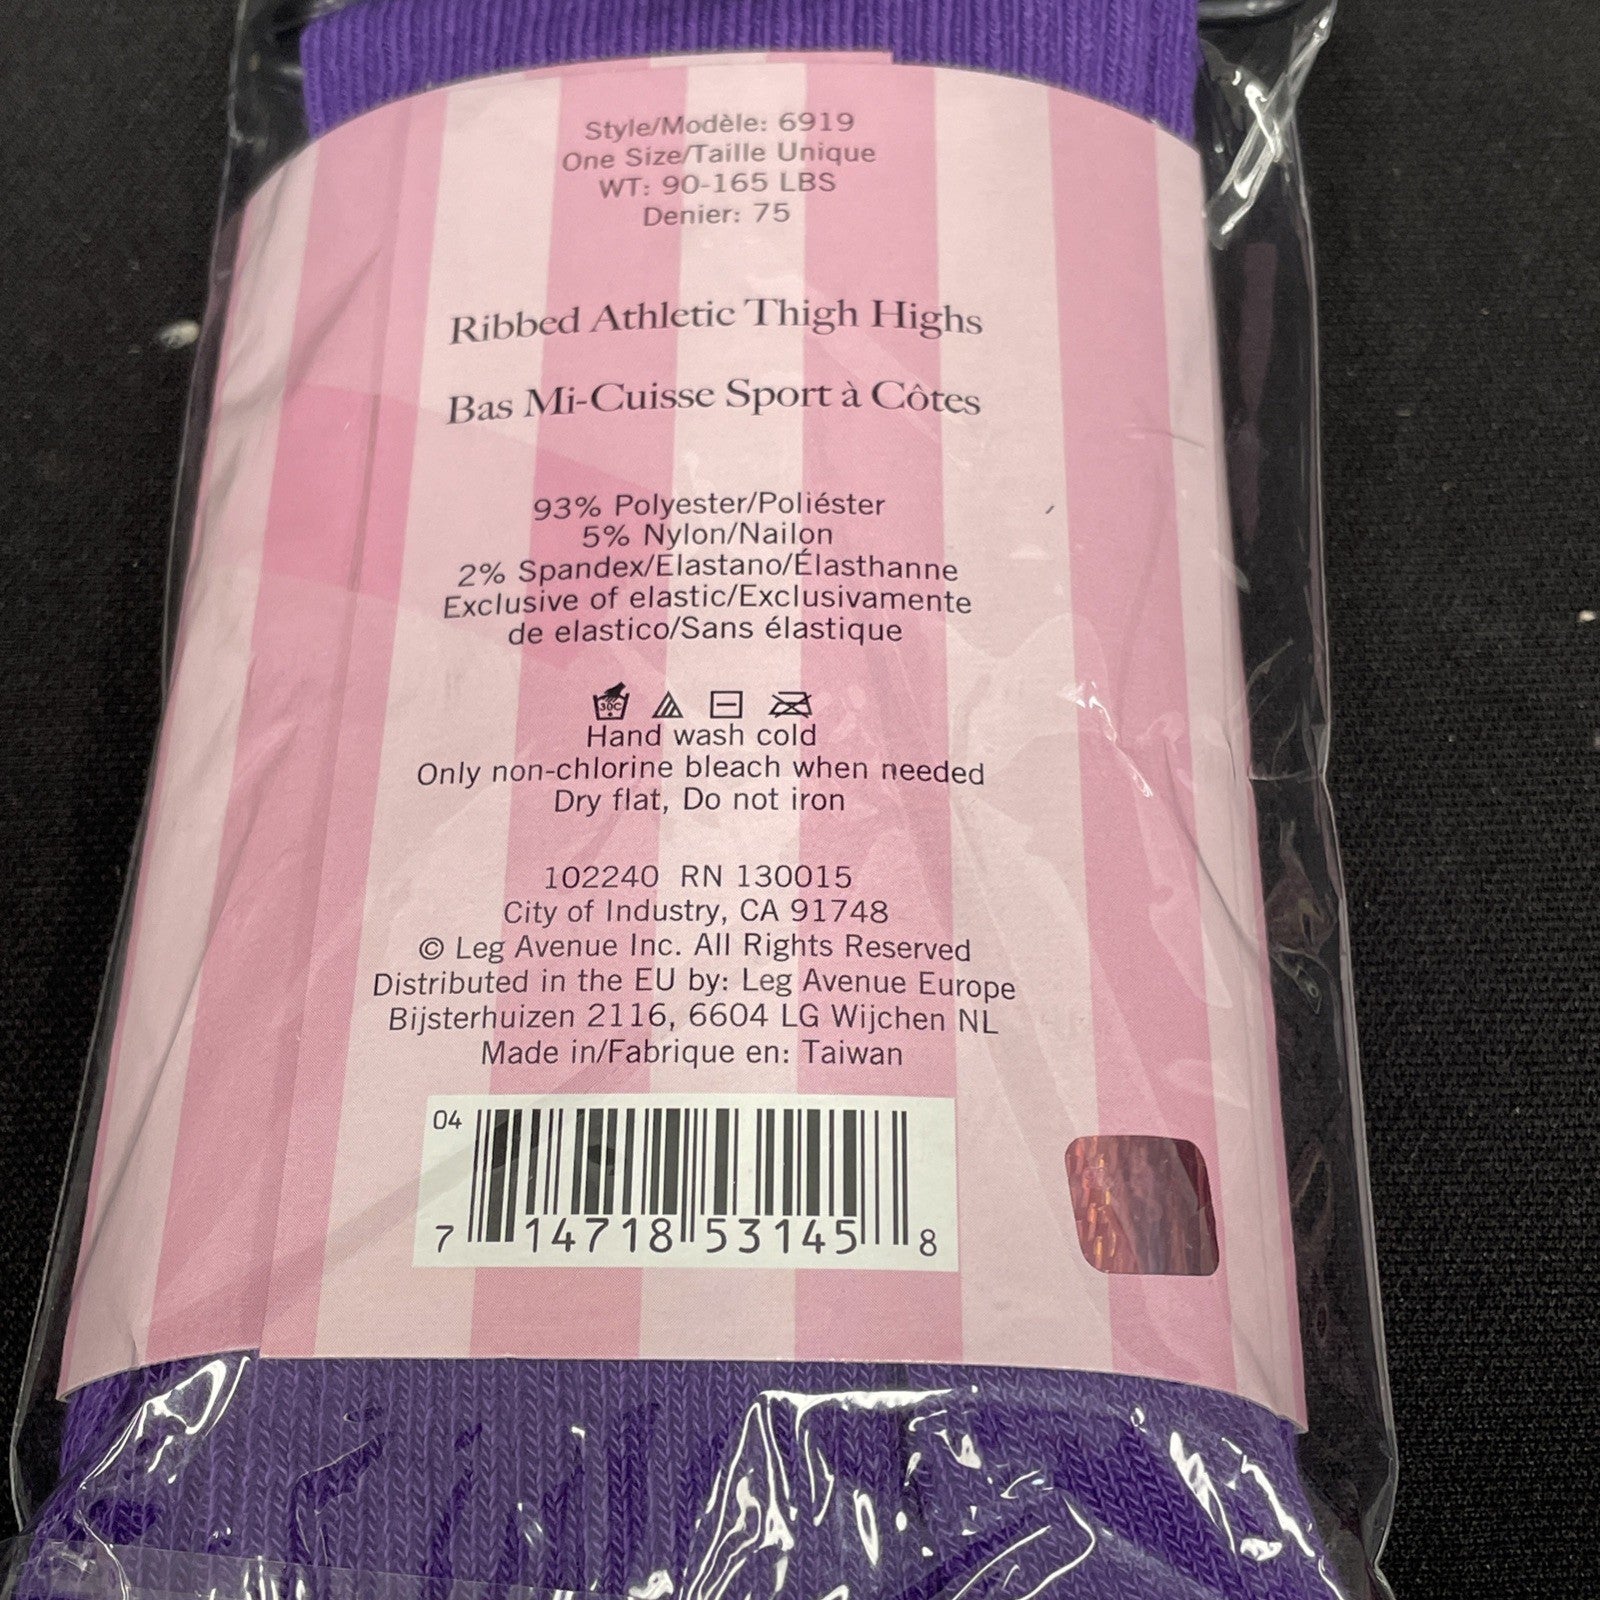 Style/Modèle: 6919
One Size/Taille Unique
WT: 90-165 LBS
Denier: 75
Ribbed Athletic Thigh Highs
Bas Mi-Cuisse Sport à Côtes
93% Polyester/Poliéster
5% Nylon/Nailon
2% Spandex/Elastano/Élasthanne
Exclusive of elastic/Exclusivamente
de elastico/Sans élastique
30C
Hand wash cold
Only non-chlorine bleach when needed
Dry flat, Do not iron
102240 RN 130015
City of Industry, CA 91748
© Leg Avenue Inc. All Rights Reserved
Distributed in the EU by: Leg Avenue Europe
Bijsterhuizen 2116, 6604 LG Wijchen NL
Made in/Fabrique en: Taiwan
04
7 14718 53145 8